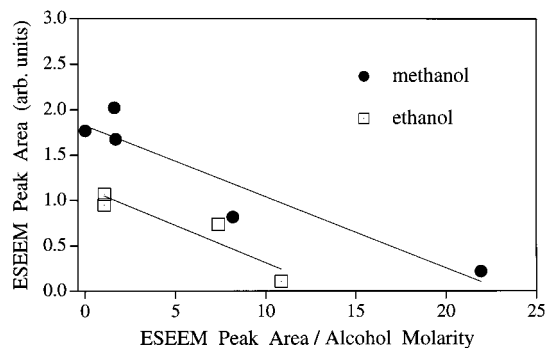 3.0
2.5
2.0
1.5
1.0
0.5
0.0
ESEEM Peak Area (arb. units)
methanol
ethanol
0 5 10 15 20 25
ESEEM Peak Area / Alcohol Molarity